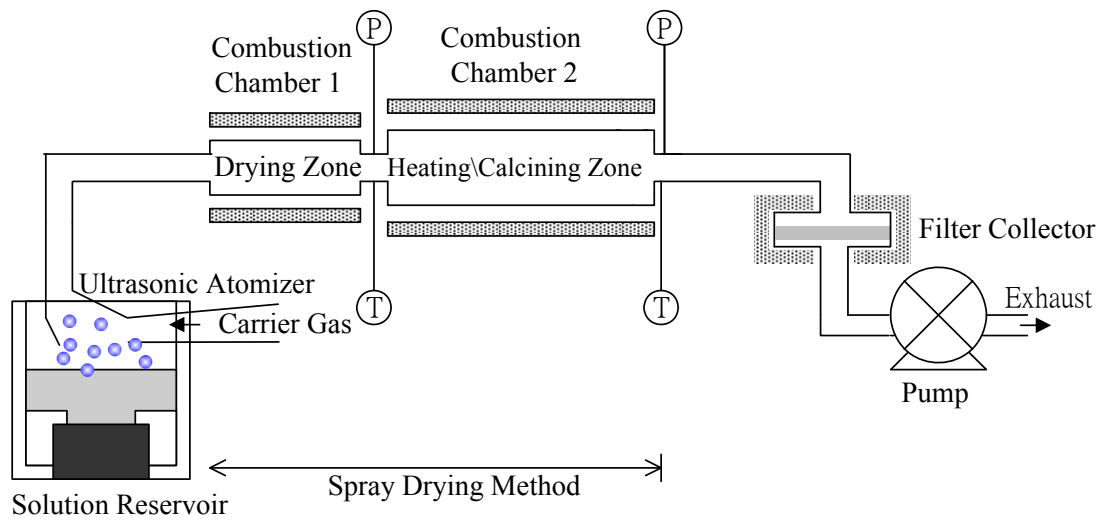 P
P
Combustion
Chamber 1
Combustion
Chamber 2
Drying Zone
Heating\Calcining Zone
Filter Collector
Ultrasonic Atomizer
Carrier Gas
T
T
Exhaust
Pump
Spray Drying Method
Solution Reservoir